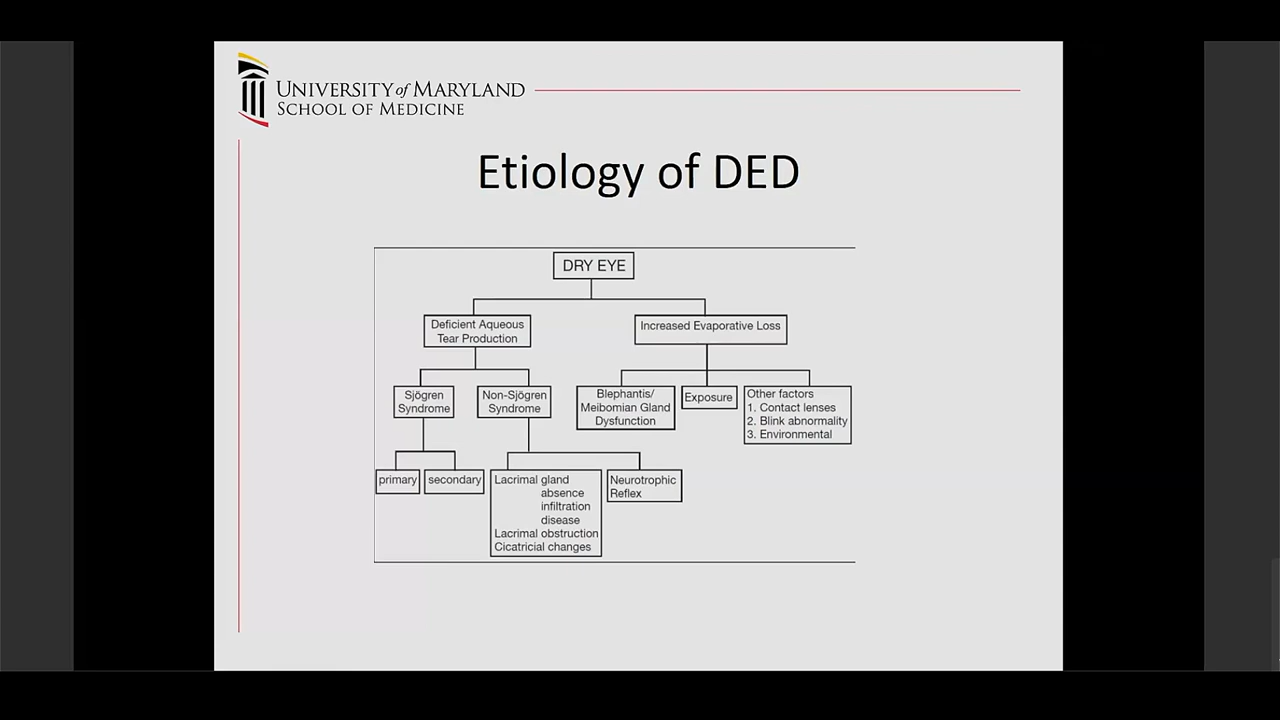 UNIVERSITY of MARYLAND
SCHOOL OF MEDICINE
Etiology of DED
DRY EYE
Deficient Aqueous
Tear Production
Increased Evaporative Loss
Sjögren
Syndrome
Non-Sjögren
Syndrome
Blephantis/
Meibomian Gland
Dysfunction
Exposure
Other factors
1. Contact lenses
2. Blink abnormality
3. Environmental
primary
secondary
Lacrimal gland
absence
infiltration
disease
Lacrimal obstruction
Cicatricial changes
Neurotrophic
Reflex